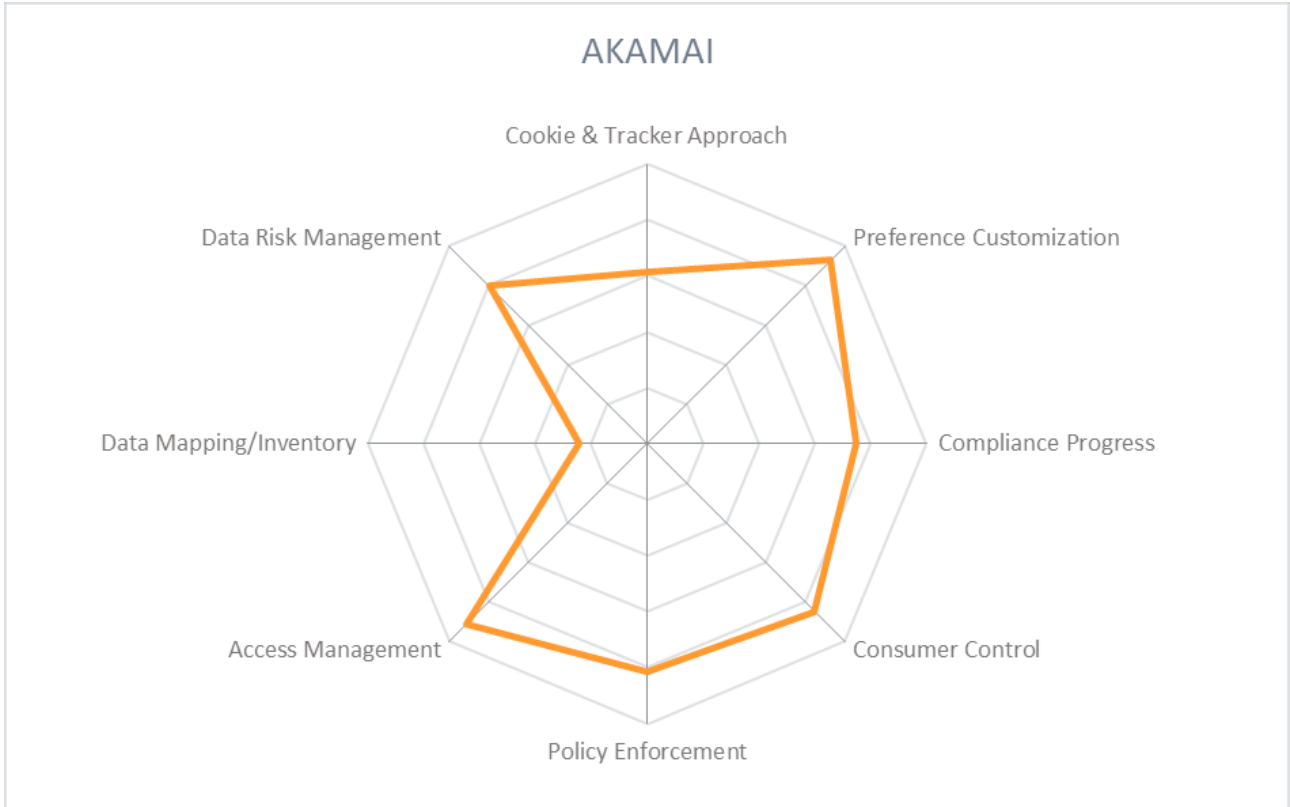 AKAMAI
Cookie & Tracker Approach
Data Risk Management
Preference Customization
Data Mapping/Inventory
Compliance Progress
Access Management
Consumer Control
Policy Enforcement